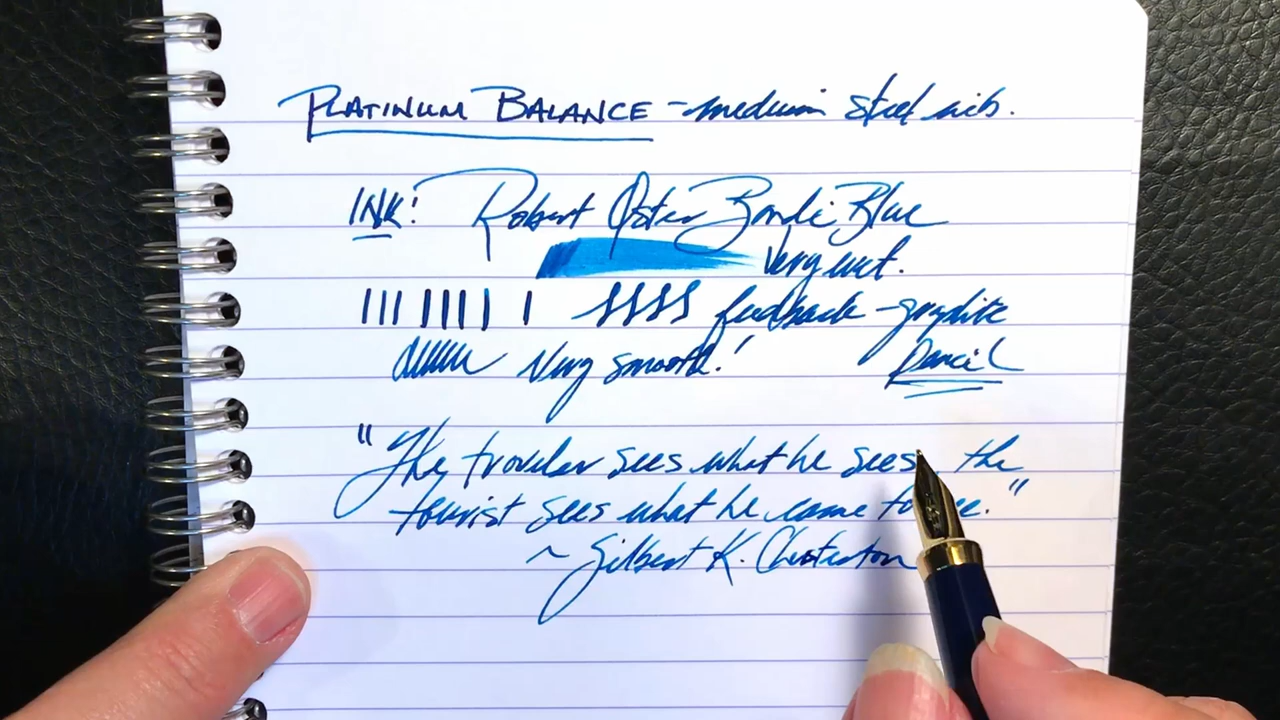 PLATINUM BALANCE - medium steel nib.
INK: Robert Oster Bondi Blue
Very wet.
feedback - graphite
Very smooth! Pencil
"The traveler sees what he sees, the
tourist sees what he came to see."
~ Gilbert K. Chesterton